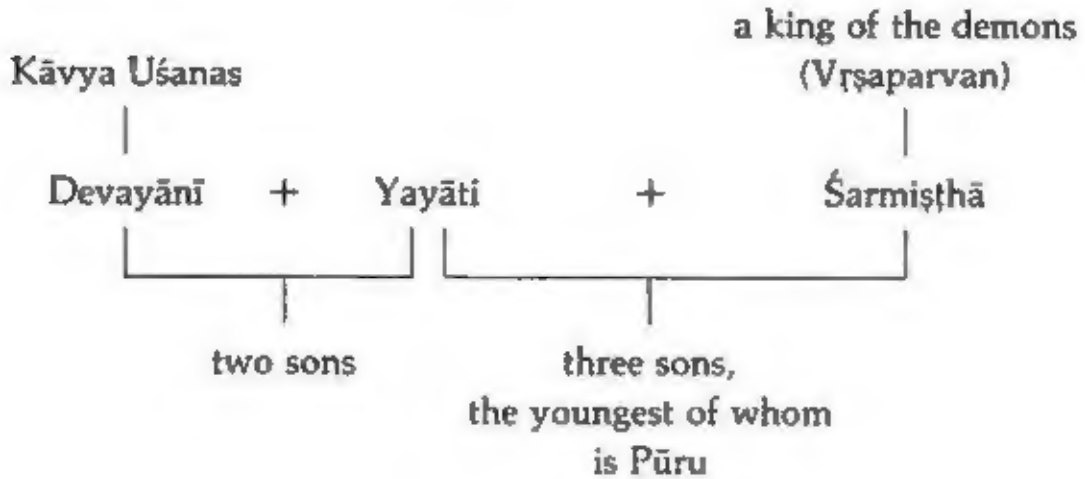 a king of the demons
Kāvya Uśanas
(Vṛṣaparvan)
Devayānī + Yayāti + Śarmiṣṭhā
two sons
three sons,
the youngest of whom
is Pūru